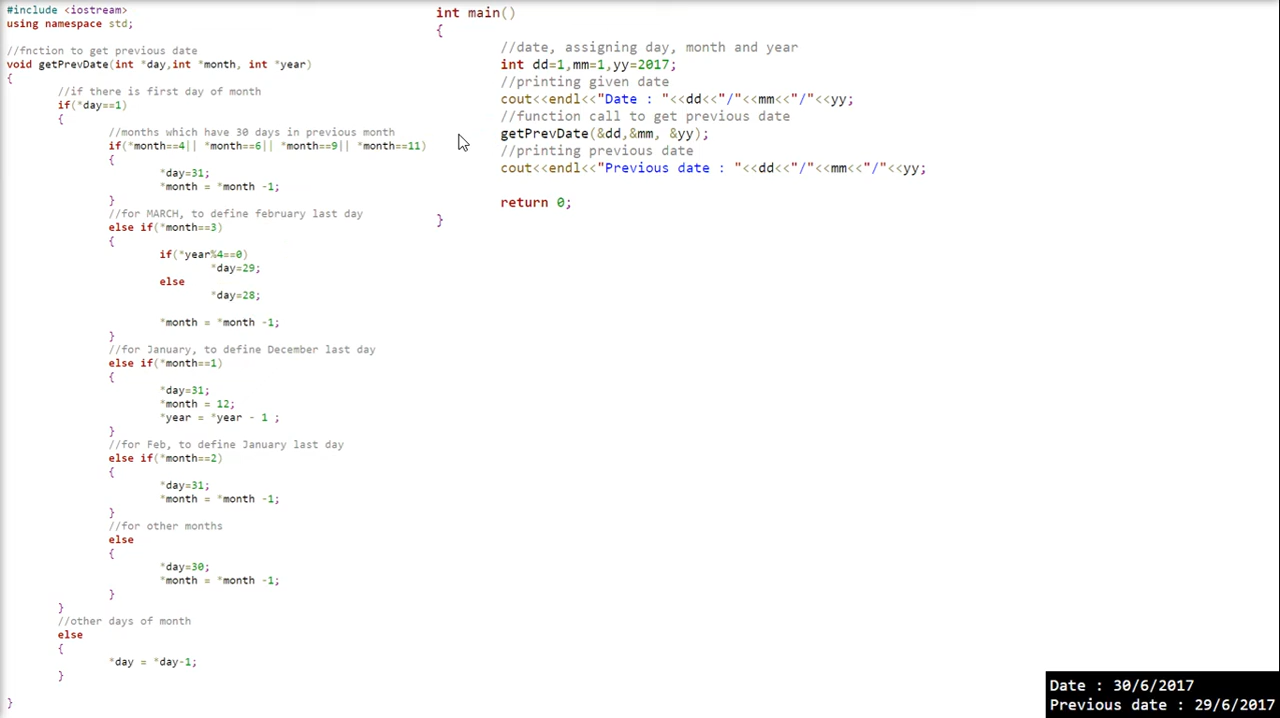 #include <iostream>
using namespace std;
//fnction to get previous date
void getPrevDate(int *day,int *month, int *year)
{
//if there is first day of month
if(*day==1)
{
//months which have 30 days in previous month
if(*month==4|| *month==6|| *month==9|| *month==11)
{
*day=31;
*month = *month -1;
}
//for MARCH, to define february last day
else if(*month==3)
{
if(*year%4==0)
*day=29;
else
*day=28;
*month = *month -1;
}
//for January, to define December last day
else if(*month==1)
{
*day=31;
*month = 12;
*year = *year - 1 ;
}
//for Feb, to define January last day
else if(*month==2)
{
*day=31;
*month = *month -1;
}
//for other months
else
{
*day=30;
*month = *month -1;
}
}
//other days of month
else
{
*day = *day-1;
}
}
int main()
{
//date, assigning day, month and year
int dd=1,mm=1,yy=2017;
//printing given date
cout<<endl<<"Date : "<<dd<<"/"<<mm<<"/"<<yy;
//function call to get previous date
getPrevDate(&dd,&mm, &yy);
//printing previous date
cout<<endl<<"Previous date : "<<dd<<"/"<<mm<<"/"<<yy;
return 0;
}
Date : 30/6/2017
Previous date : 29/6/2017